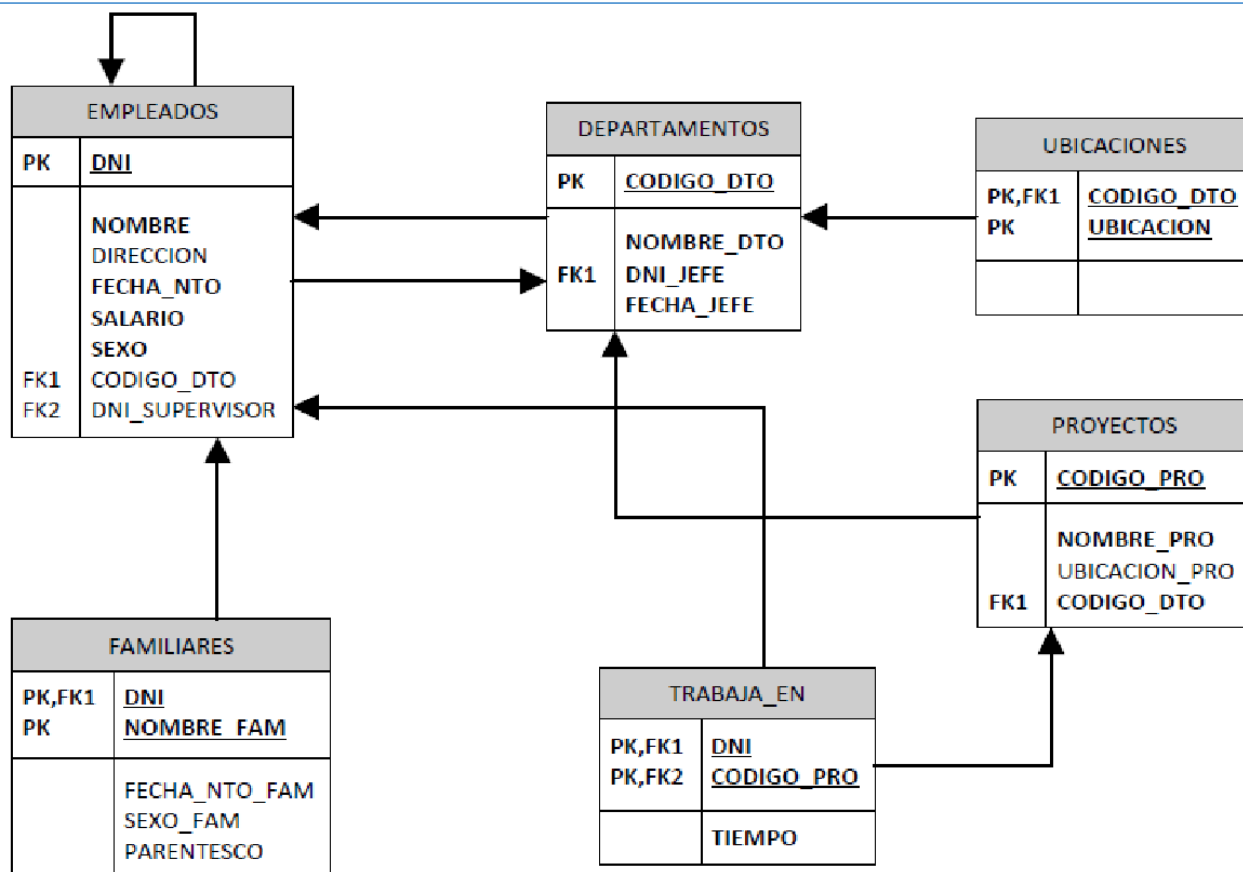 EMPLEADOS
PK DNI
NOMBRE
DIRECCION
FECHA_NTO
SALARIO
SEXO
FK1 CODIGO_DTO
FK2 DNI_SUPERVISOR
DEPARTAMENTOS
PK CODIGO_DTO
NOMBRE_DTO
FK1 DNI_JEFE
FECHA_JEFE
UBICACIONES
PK,FK1 CODIGO_DTO
PK UBICACION
PROYECTOS
PK CODIGO_PRO
NOMBRE_PRO
UBICACION_PRO
FK1 CODIGO_DTO
FAMILIARES
PK,FK1 DNI
PK NOMBRE_FAM
FECHA_NTO_FAM
SEXO_FAM
PARENTESCO
TRABAJA_EN
PK,FK1 DNI
PK,FK2 CODIGO_PRO
TIEMPO